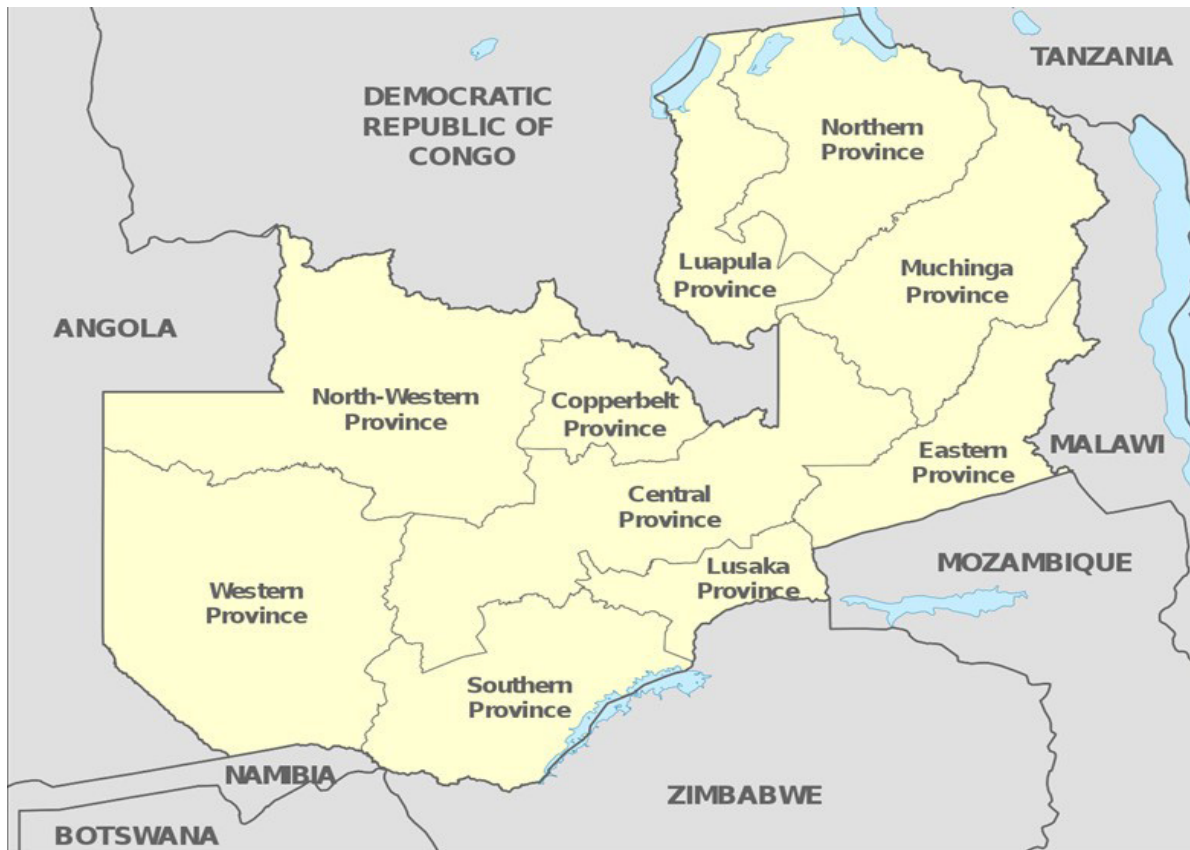 TANZANIA
DEMOCRATIC
REPUBLIC OF
CONGO
Northern
Province
Luapula
Province
Muchinga
Province
ANGOLA
North-Western
Province
Copperbelt
Province
Eastern
Province
MALAWI
Central
Province
Western
Province
Lusaka
Province
MOZAMBIQUE
Southern
Province
NAMIBIA
ZIMBABWE
BOTSWANA